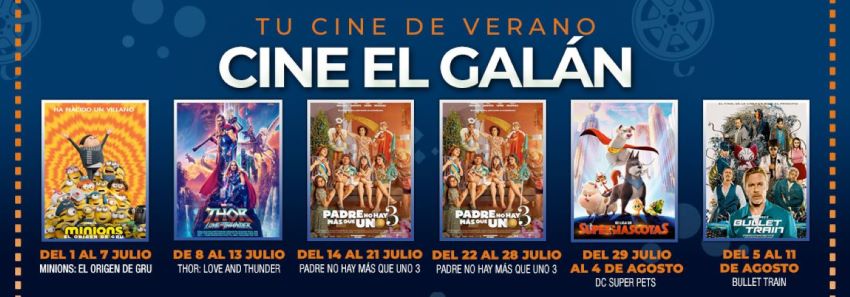 TU CINE DE VERANO
CINE EL GALÁN
HA NACIDO UN VILLANO
MINIONS
EL ORIGEN DE GRU
DEL 1 AL 7 JULIO
MINIONS: EL ORIGEN DE GRU
THOR
LOVE AND THUNDER
DE 8 AL 13 JULIO
THOR: LOVE AND THUNDER
PADRE NO HAY
MÁS QUE UNO 3
DEL 14 AL 21 JULIO
PADRE NO HAY MÁS QUE UNO 3
PADRE NO HAY
MÁS QUE UNO 3
DEL 22 AL 28 JULIO
PADRE NO HAY MÁS QUE UNO 3
SUPERMASCOTAS
DEL 29 JULIO
AL 4 DE AGOSTO
DC SUPER PETS
BULLET
TRAIN
DEL 5 AL 11
DE AGOSTO
BULLET TRAIN